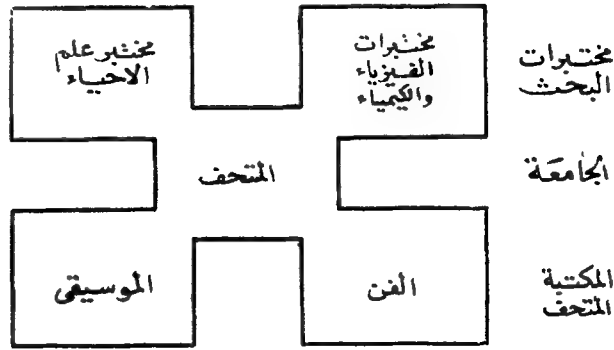 مختبرات
الفيزياء
والكيمياء
مختبر علم
الاحياء
المتحف
الفن
الموسيقى
مختبرات
البحث
الجامعة
المكتبة
المتحف